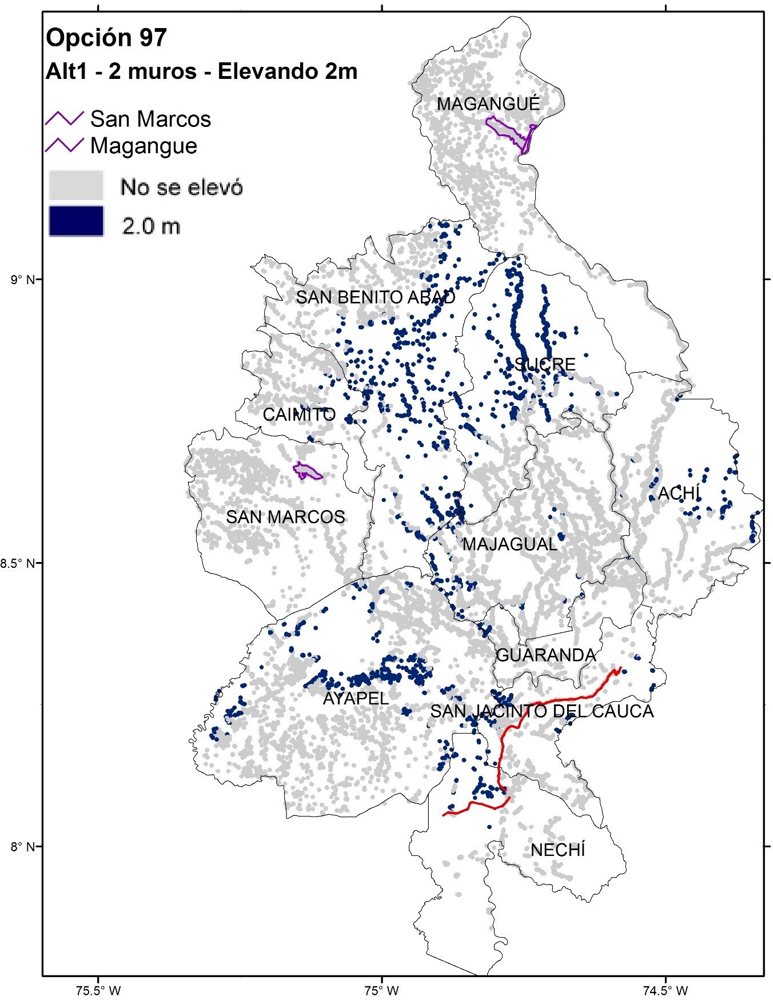 Opción 97
Alt1 - 2 muros - Elevando 2m
San Marcos
Magangue
No se elevó
2.0 m
MAGANGUÉ
9° N
SAN BENITO ABAD
SUCRE
CAIMITO
ACHÍ
SAN MARCOS
MAJAGUAL
8.5° N
GUARANDA
AYAPEL
SAN JACINTO DEL CAUCA
8° N
NECHÍ
75.5° W
75° W
74.5° W